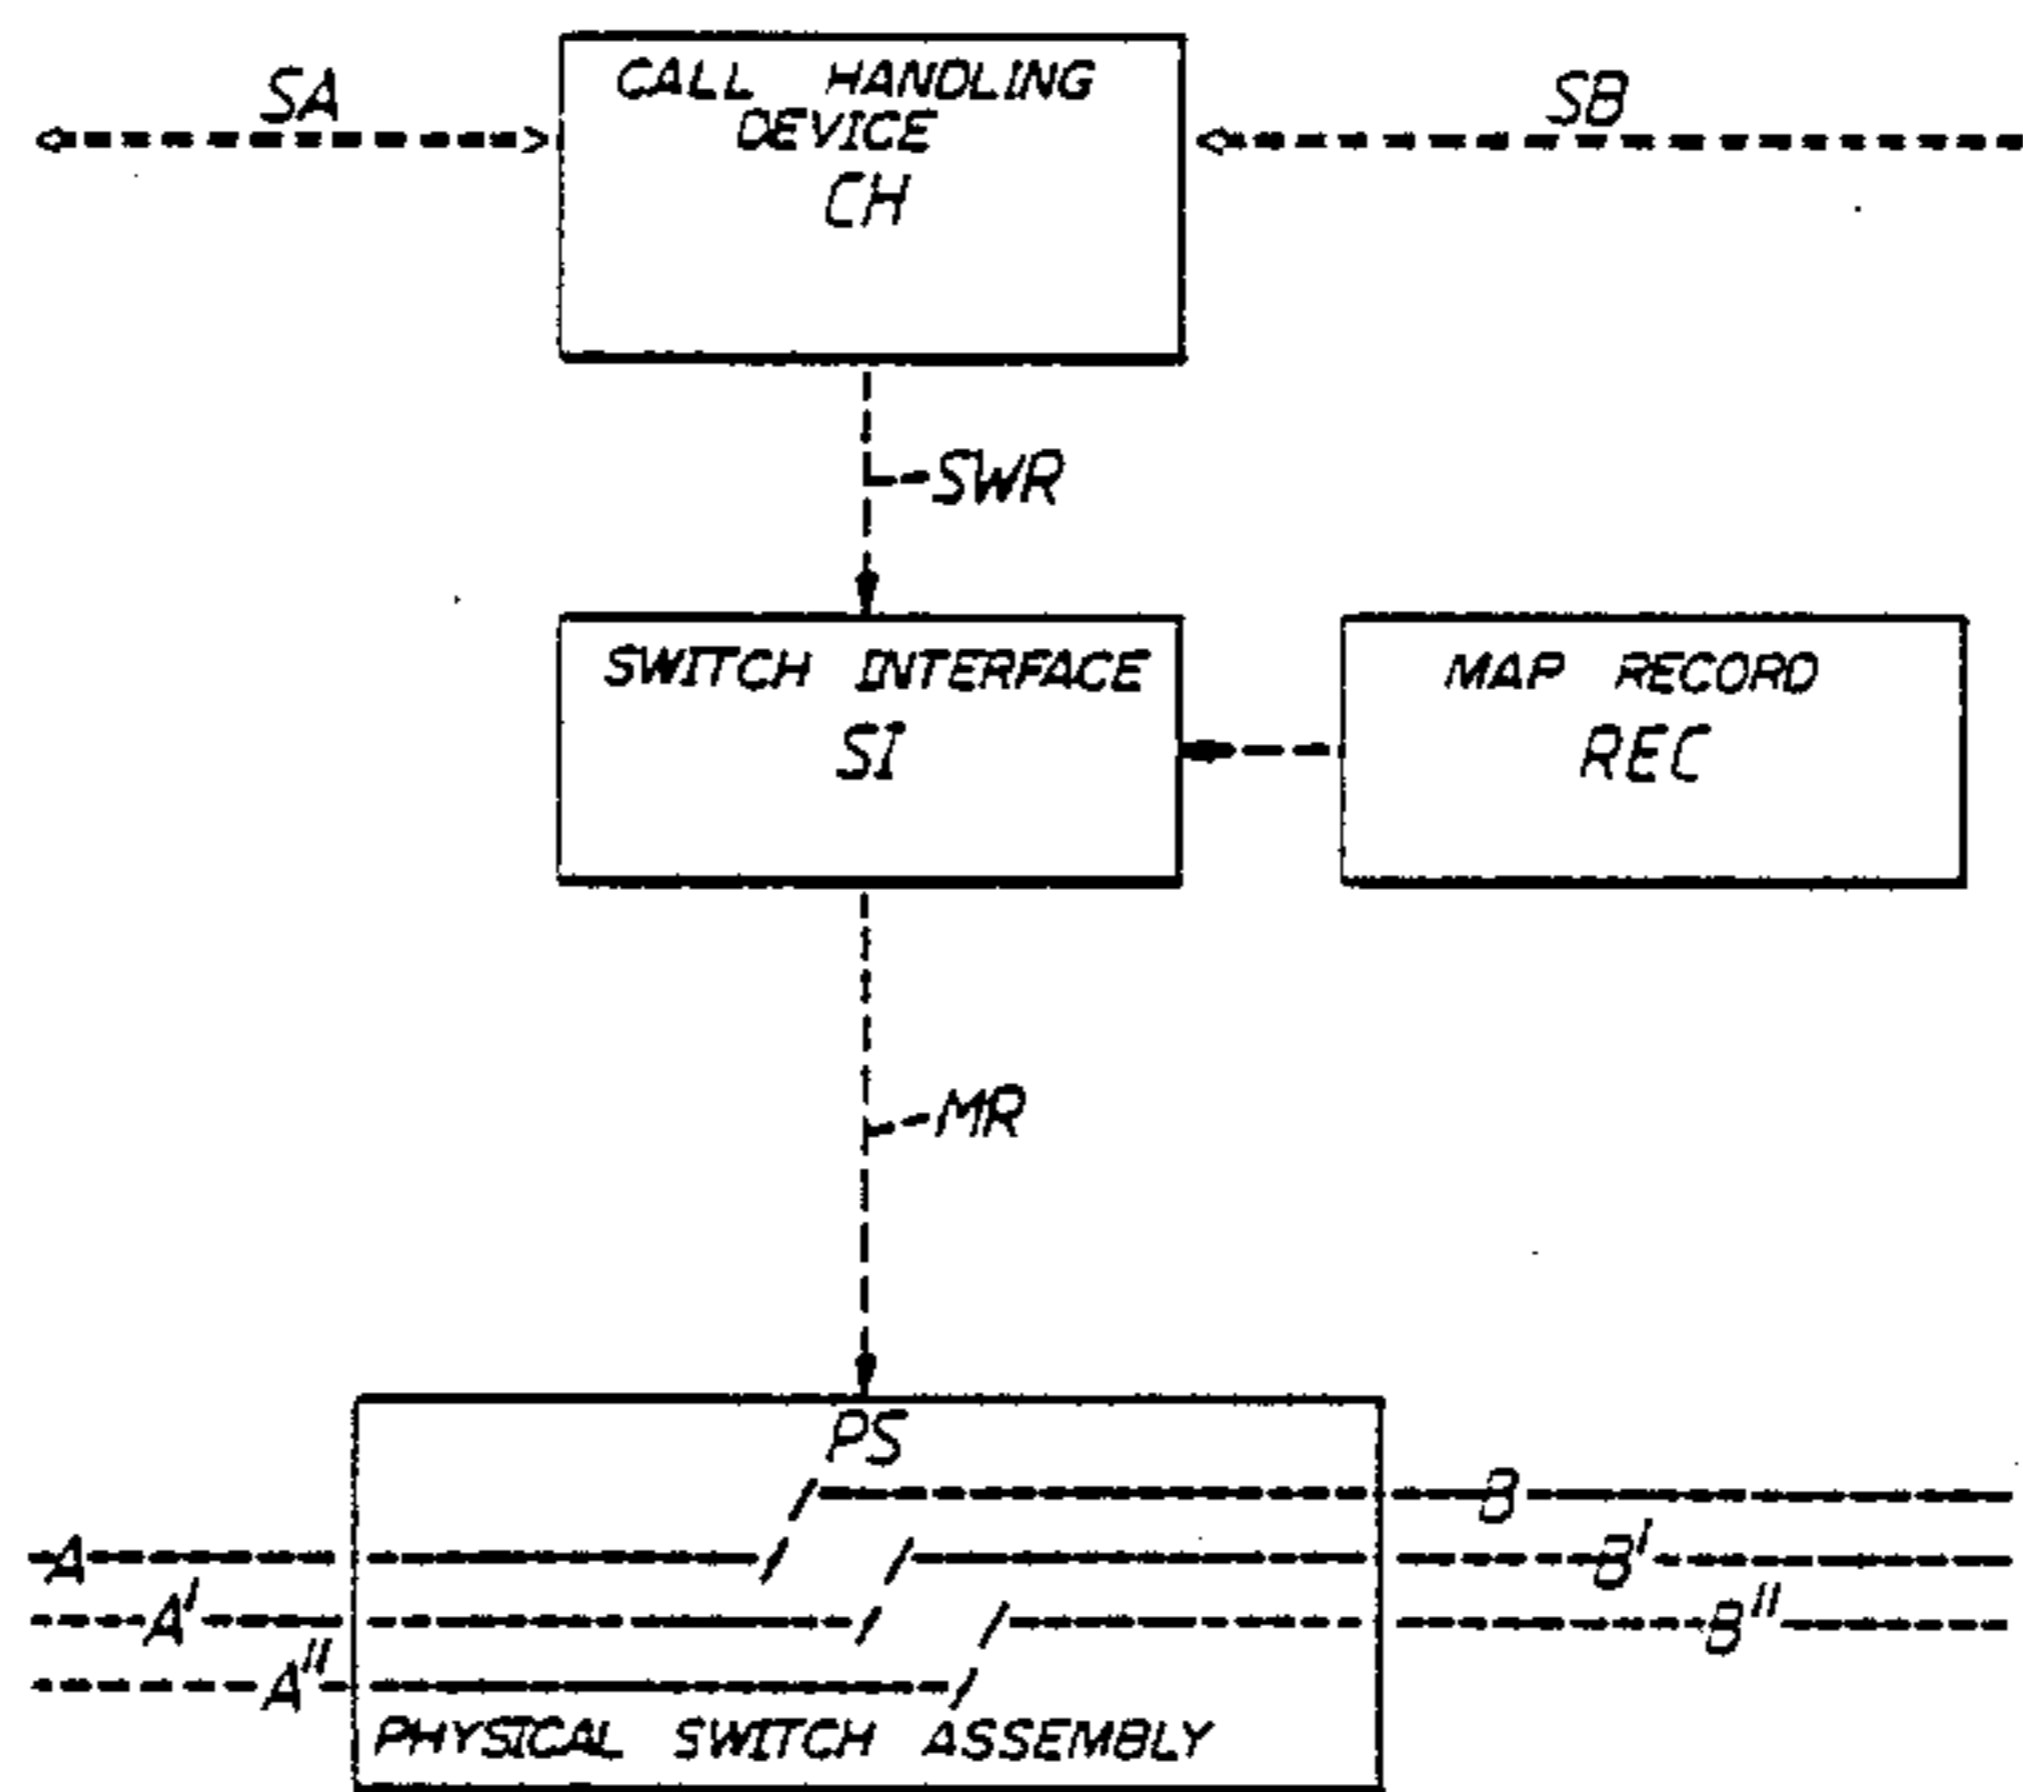 SA
CALL HANDLING
DEVICE
CH
SB
SWR
SWITCH INTERFACE
SI
MAP RECORD
REC
MR
PS
B
A
B'
A'
B"
A"
PHYSICAL SWITCH ASSEMBLY